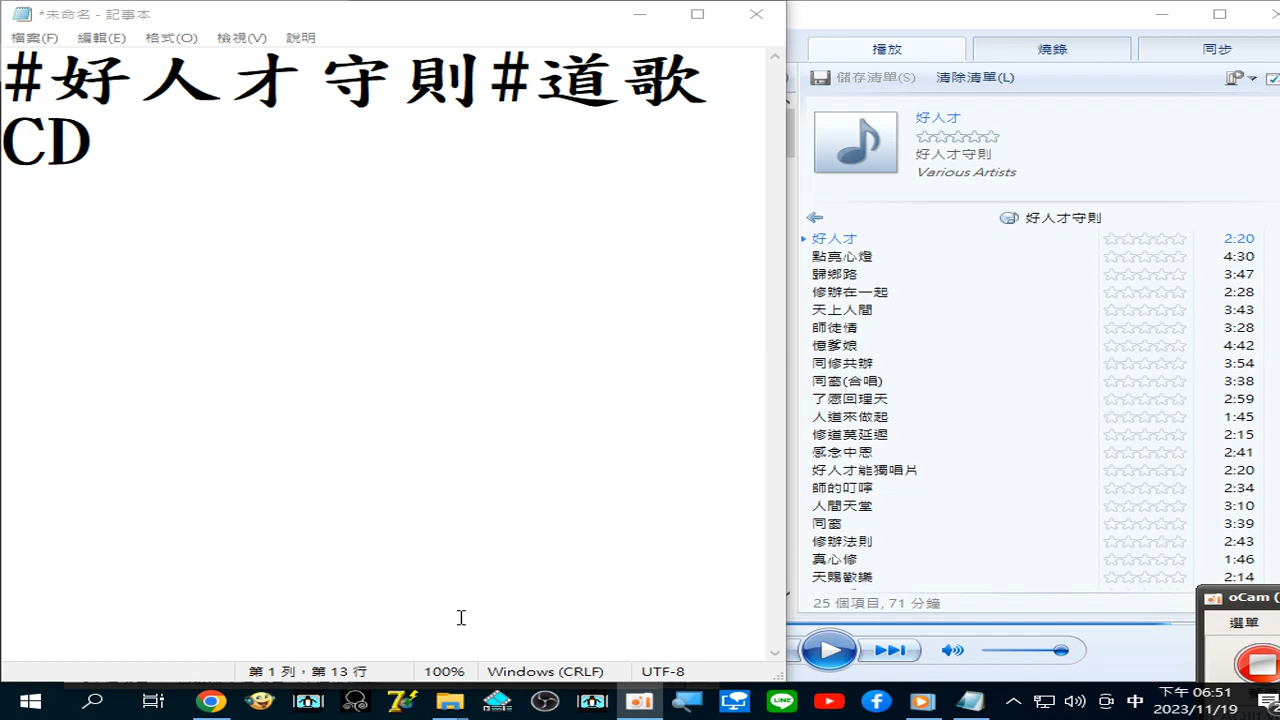 *未命名 - 記事本
檔案(F) 編輯(E) 格式(O) 檢視(V) 說明
#好人才守則#道歌
CD
第 1 列，第 13 行 100% Windows (CRLF) UTF-8
播放 燒錄 同步
儲存清單(S) 清除清單(L)
好人才
好人才守則
Various Artists
好人才守則
好人才 2:20
點亮心燈 4:30
歸鄉路 3:47
修辦在一起 2:28
天上人間 3:43
師徒情 3:28
憶爹娘 4:42
同修共辦 3:54
同窗(合唱) 3:38
了愿回理天 2:59
人道來做起 1:45
修道莫延遲 2:15
感念中恩 2:41
好人才能獨唱片 2:20
師的叮嚀 2:34
人間天堂 3:10
同窗 3:39
修辦法則 2:43
真心修 1:46
天賜歡纖 2:14
25 個項目, 71 分鐘
oCam (
選單
中
下午 06:51
2023/11/19